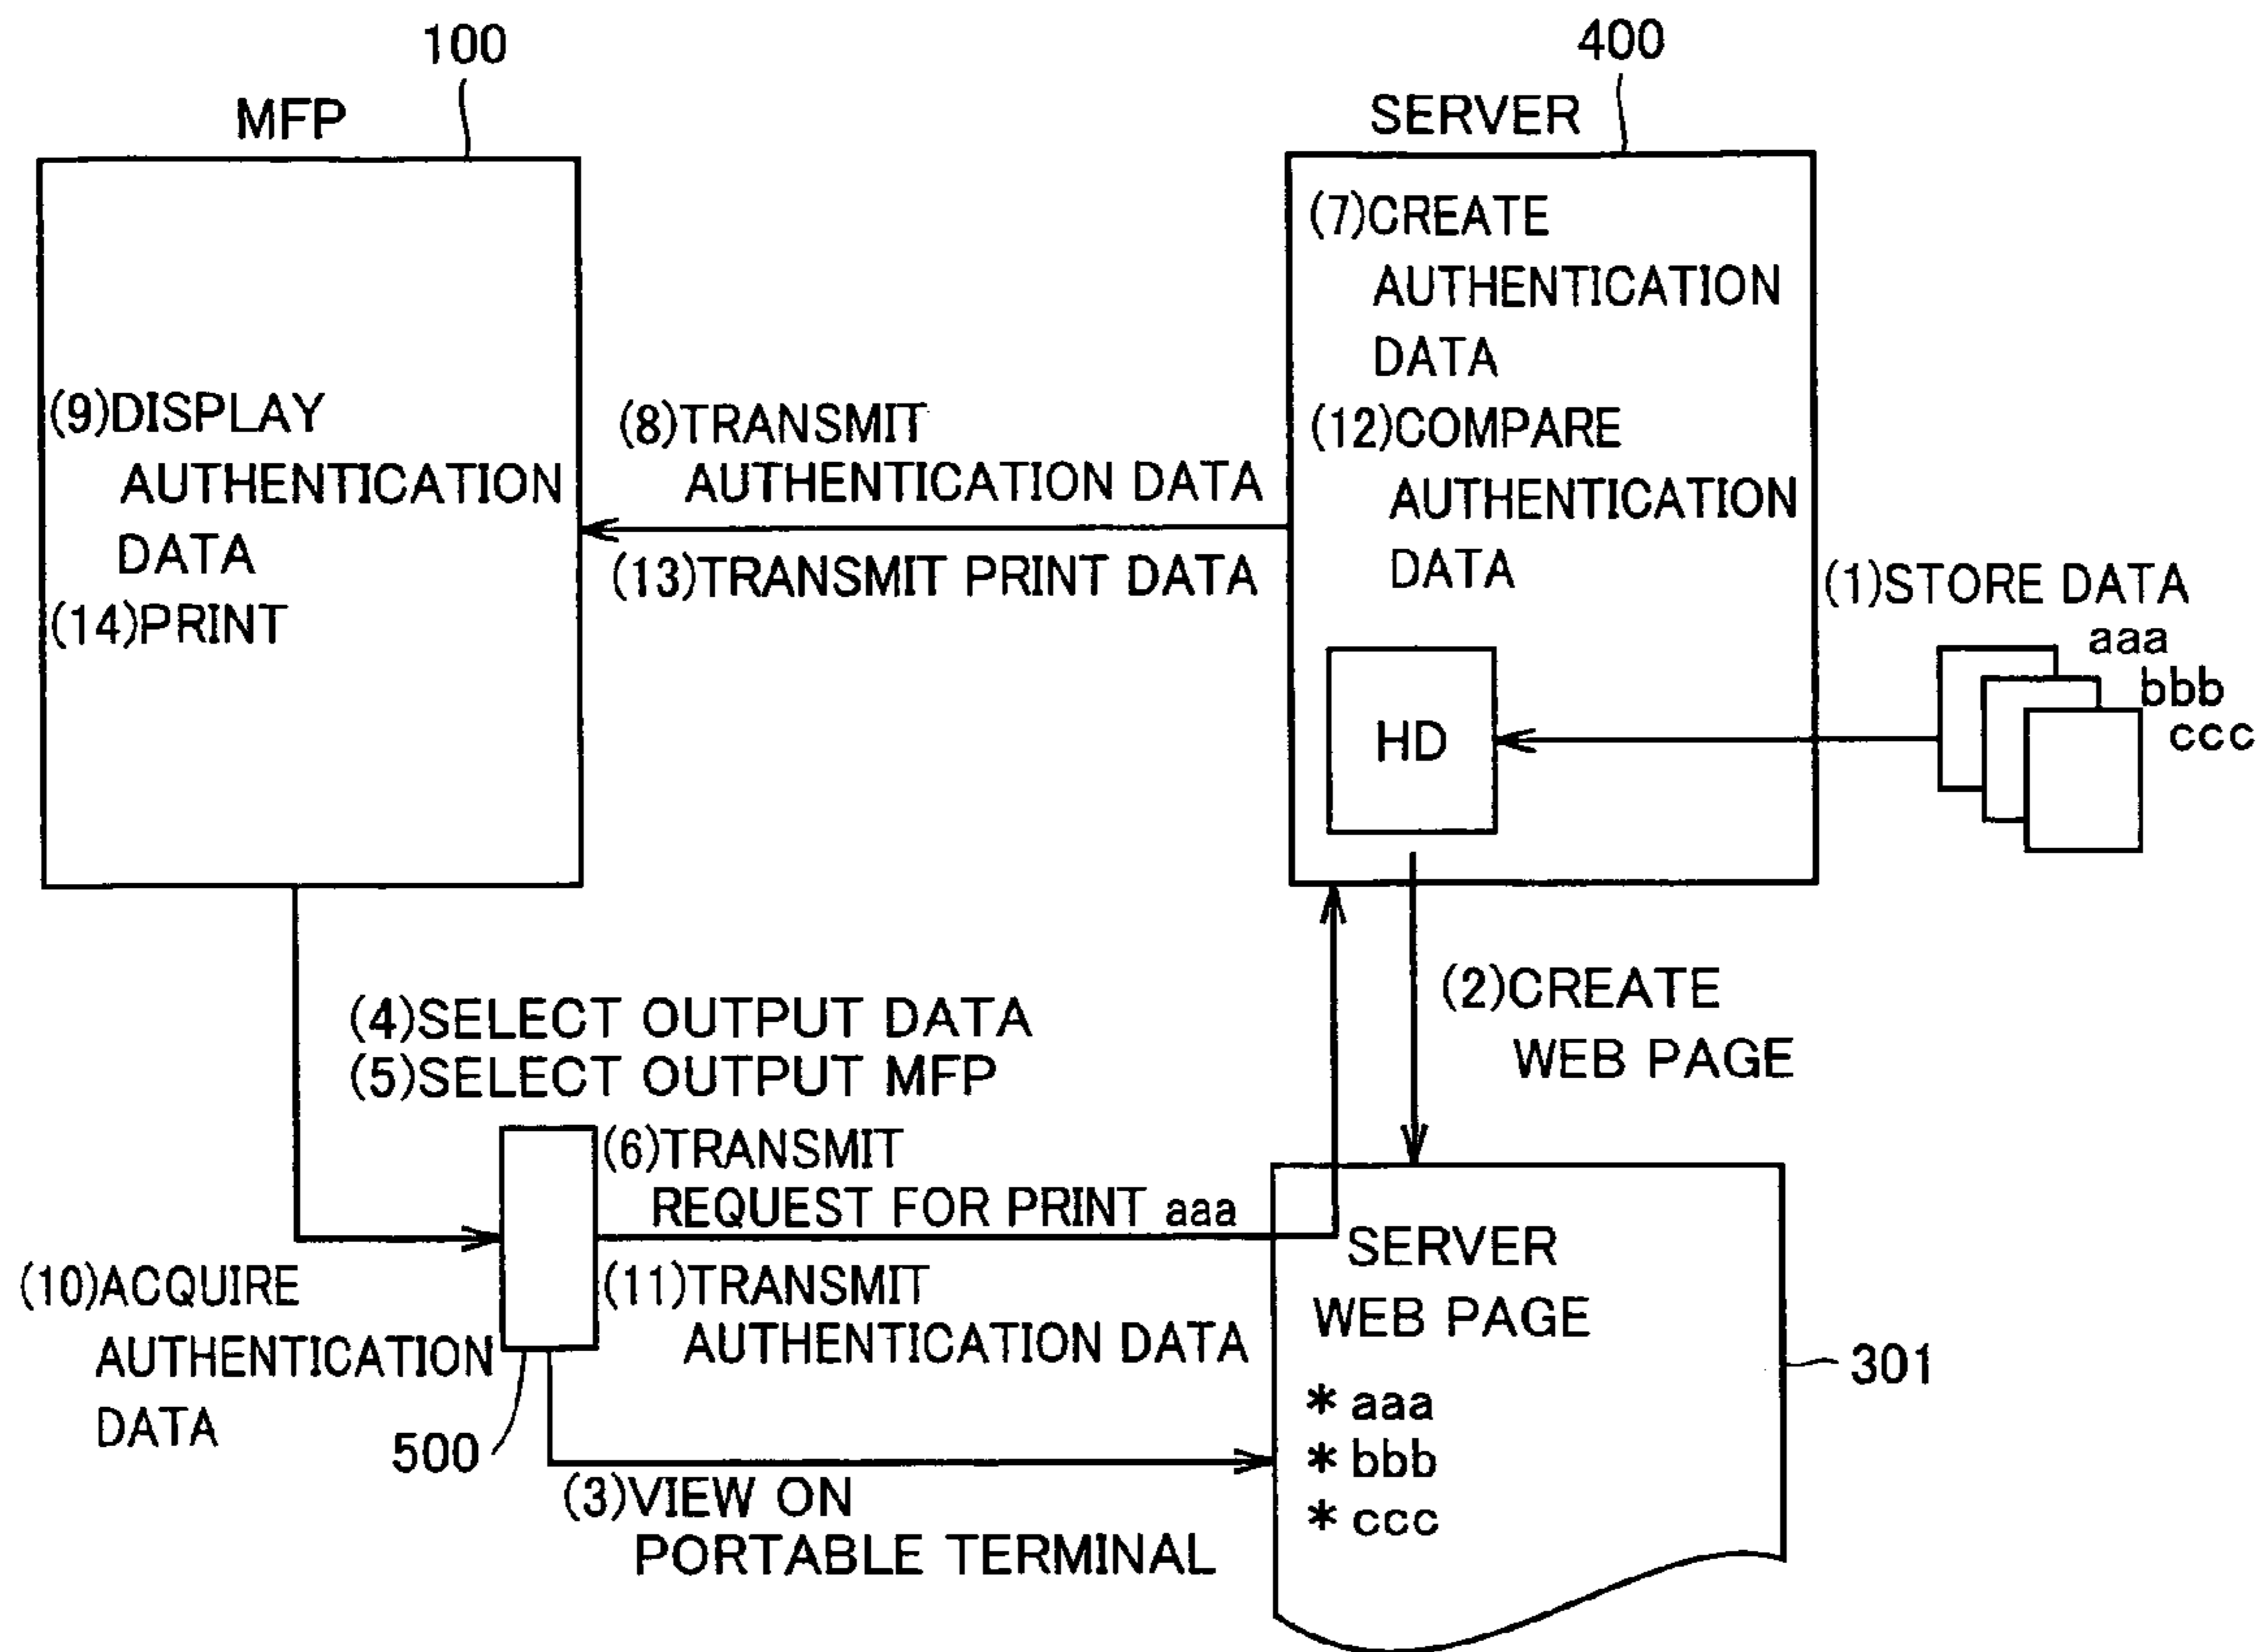 100
MFP
(9)DISPLAY
AUTHENTICATION
DATA
(14)PRINT
(8)TRANSMIT
AUTHENTICATION DATA
(13)TRANSMIT PRINT DATA
400
SERVER
(7)CREATE
AUTHENTICATION
DATA
(12)COMPARE
AUTHENTICATION
DATA
HD
(1)STORE DATA
aaa
bbb
ccc
(2)CREATE
WEB PAGE
(4)SELECT OUTPUT DATA
(5)SELECT OUTPUT MFP
(6)TRANSMIT
REQUEST FOR PRINT aaa
(10)ACQUIRE
AUTHENTICATION
DATA
(11)TRANSMIT
AUTHENTICATION DATA
500
(3)VIEW ON
PORTABLE TERMINAL
SERVER
WEB PAGE
* aaa
* bbb
* ccc
301